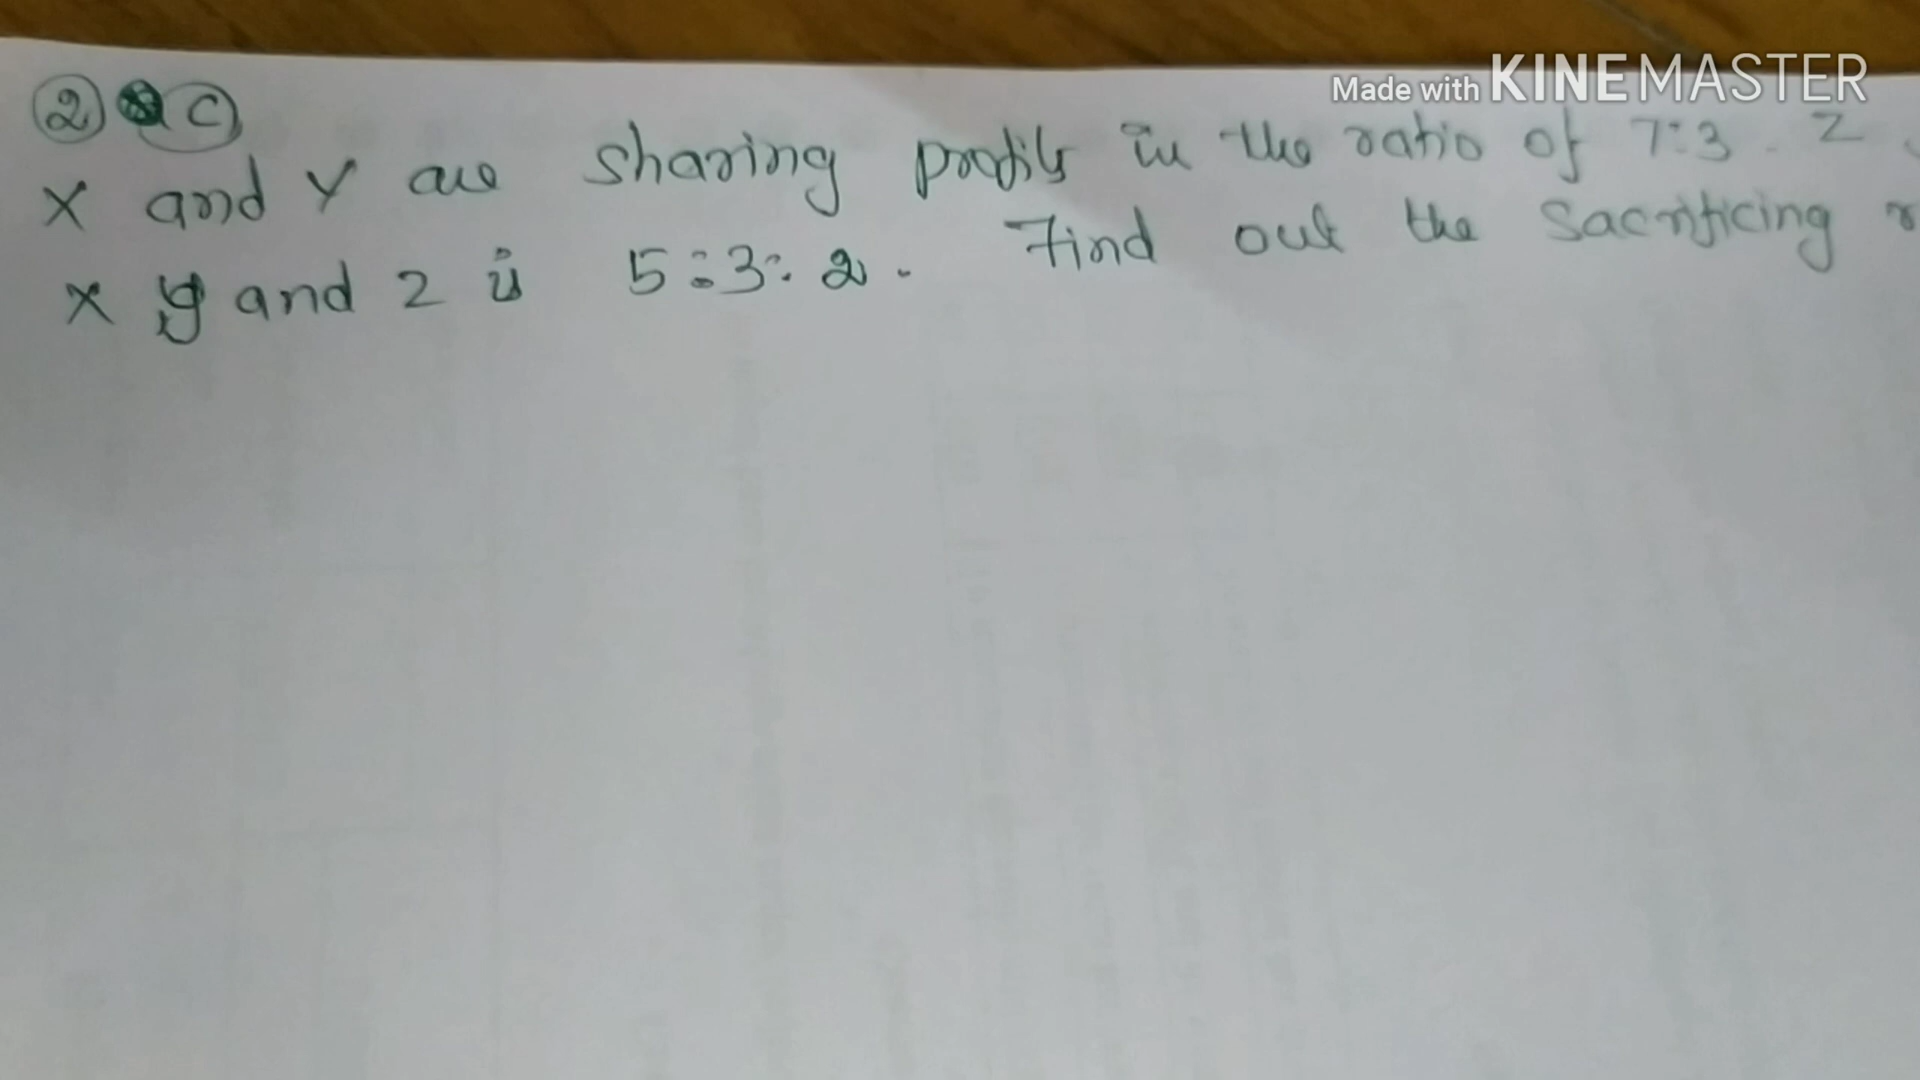 Made with KINEMASTER
2 C
X and Y are sharing profits in the ratio of 7:3. Z
X Y and Z is 5:3:2. Find out the Sacrificing